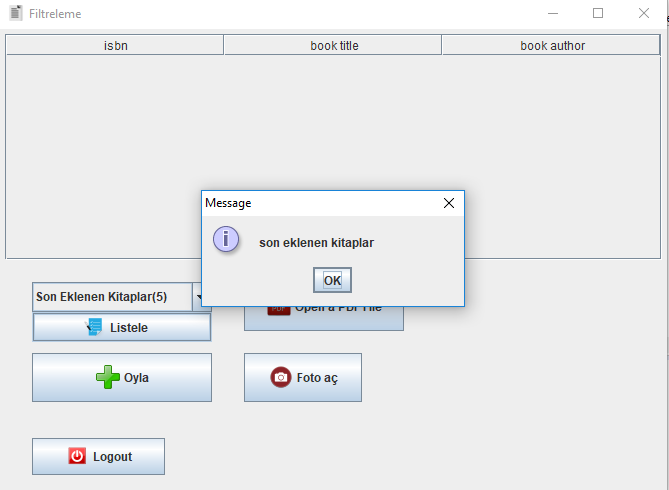 Filtreleme
isbn book title book author
Message
son eklenen kitaplar
OK
Son Eklenen Kitaplar(5)
PDF Open a PDF File
Listele
Oyla
Foto aç
Logout